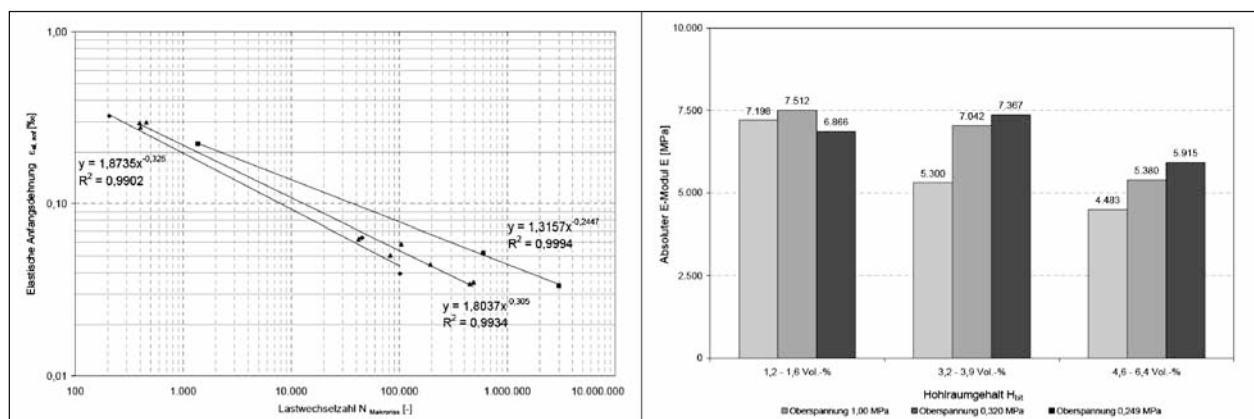 1,00
0,10
0,01
100
1.000
10.000
100.000
1.000.000
10.000.000
Elastische Anfangsdehnung ε [‰]
Lastwechselzahl N Makroriss [-]
y = 1,8735x^-0,325
R² = 0,9902
y = 1,3157x^-0,2447
R² = 0,9994
y = 1,8037x^-0,305
R² = 0,9934
10.000
7.500
5.000
2.500
0
Absoluter E-Modul E [MPa]
7.198 7.512 6.866
5.300 7.042 7.367
4.483 5.380 5.915
1,2 - 1,6 Vol.-% 3,2 - 3,9 Vol.-% 4,6- 6,4 Vol.-%
Hohlraumgehalt H bit
Oberspannung 1,00 MPa Oberspannung 0,320 MPa Oberspannung 0,249 MPa